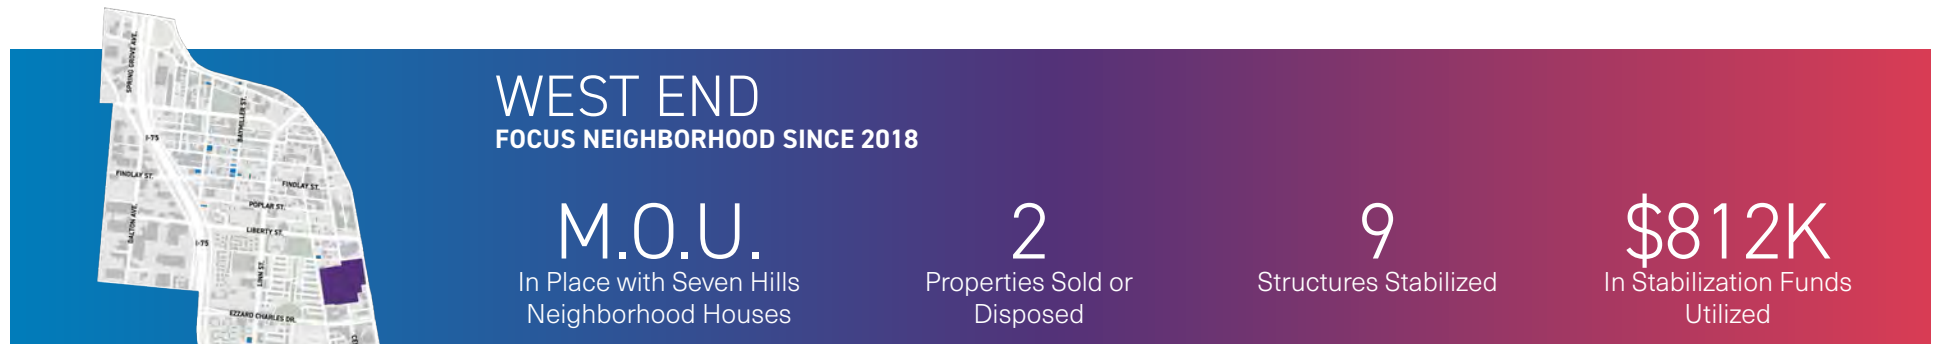 WEST END
FOCUS NEIGHBORHOOD SINCE 2018
M.O.U.
In Place with Seven Hills
Neighborhood Houses
2
Properties Sold or
Disposed
9
Structures Stabilized
$812K
In Stabilization Funds
Utilized
SPRING GROVE AVE.
BAYMILLER ST.
I-75
FINDLAY ST.
FINDLAY ST.
POPLAR ST.
DALTON AVE.
LIBERTY ST.
I-75
LINN ST.
EZZARD CHARLES DR.